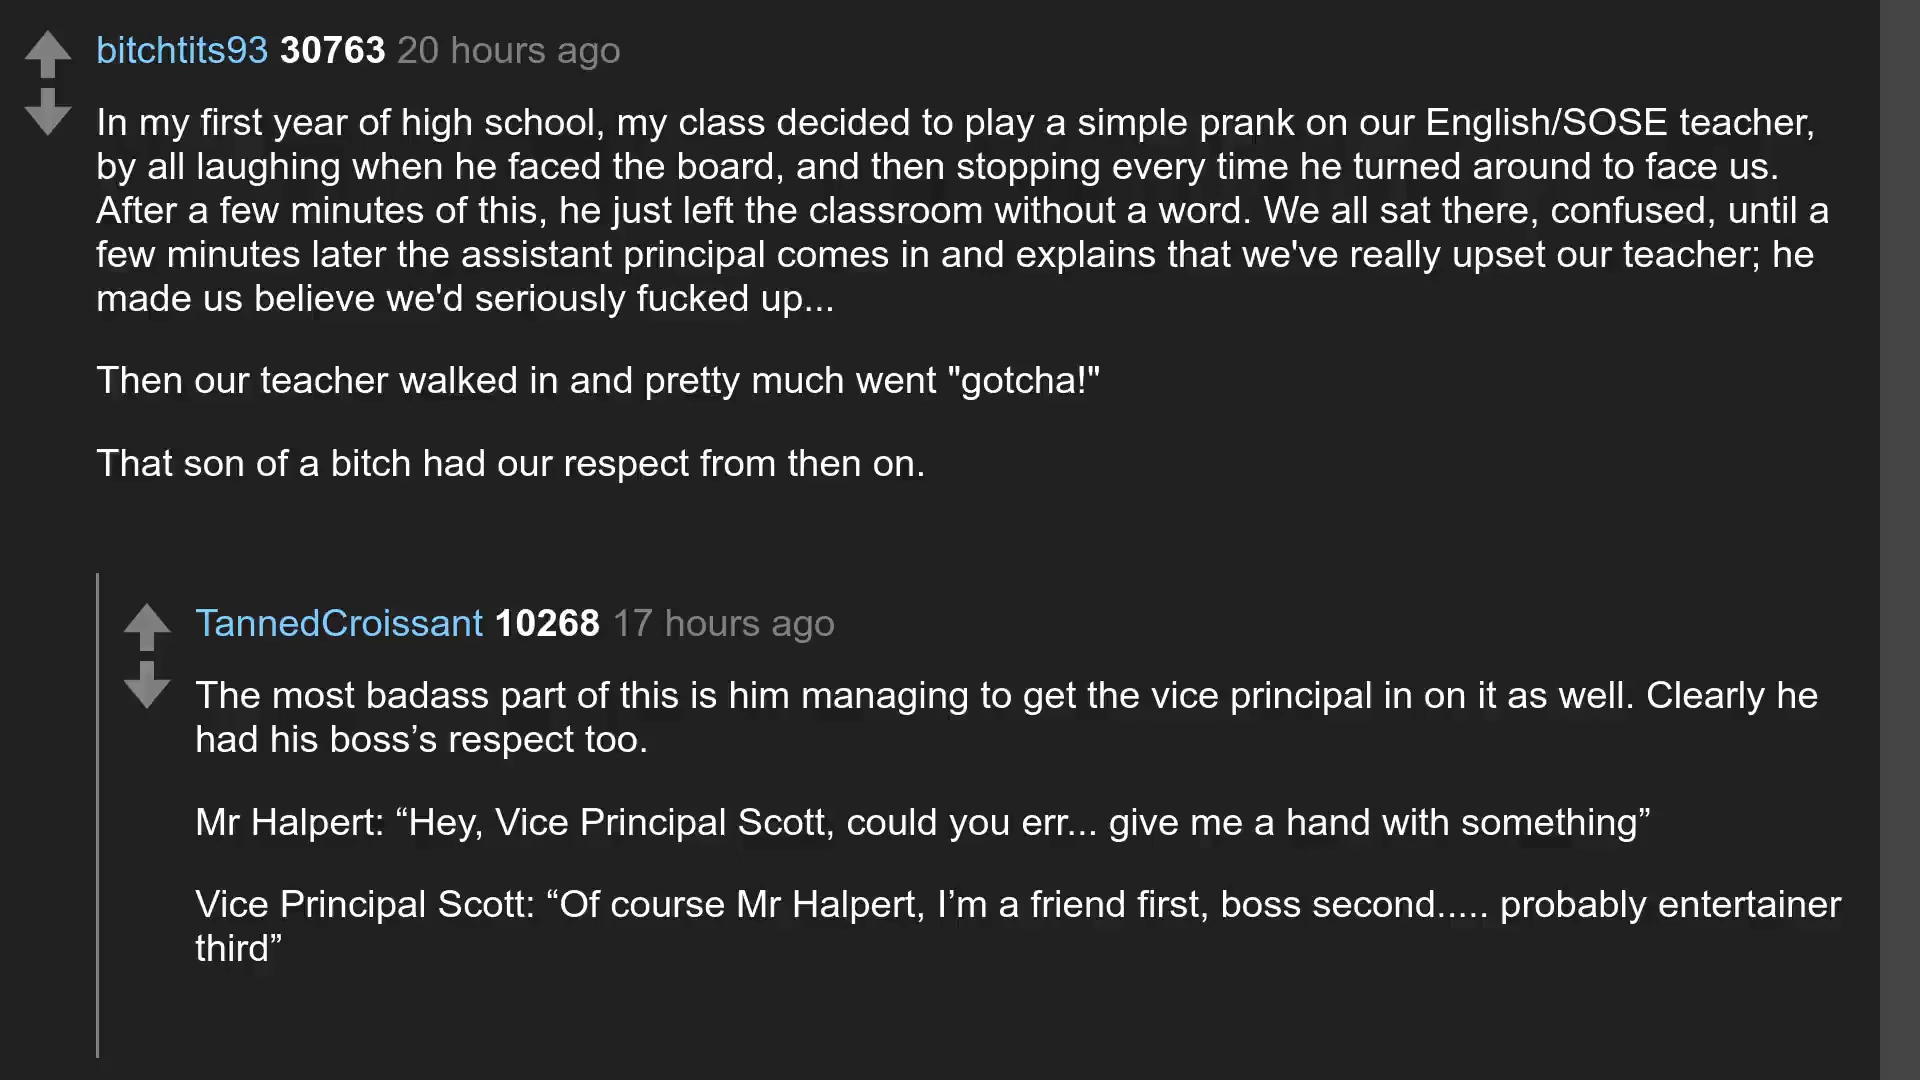 bitchtits93 30763 20 hours ago
In my first year of high school, my class decided to play a simple prank on our English/SOSE teacher,
by all laughing when he faced the board, and then stopping every time he turned around to face us.
After a few minutes of this, he just left the classroom without a word. We all sat there, confused, until a
few minutes later the assistant principal comes in and explains that we've really upset our teacher; he
made us believe we'd seriously fucked up...
Then our teacher walked in and pretty much went "gotcha!"
That son of a bitch had our respect from then on.
TannedCroissant 10268 17 hours ago
The most badass part of this is him managing to get the vice principal in on it as well. Clearly he
had his boss’s respect too.
Mr Halpert: “Hey, Vice Principal Scott, could you err... give me a hand with something”
Vice Principal Scott: “Of course Mr Halpert, I’m a friend first, boss second..... probably entertainer
third”